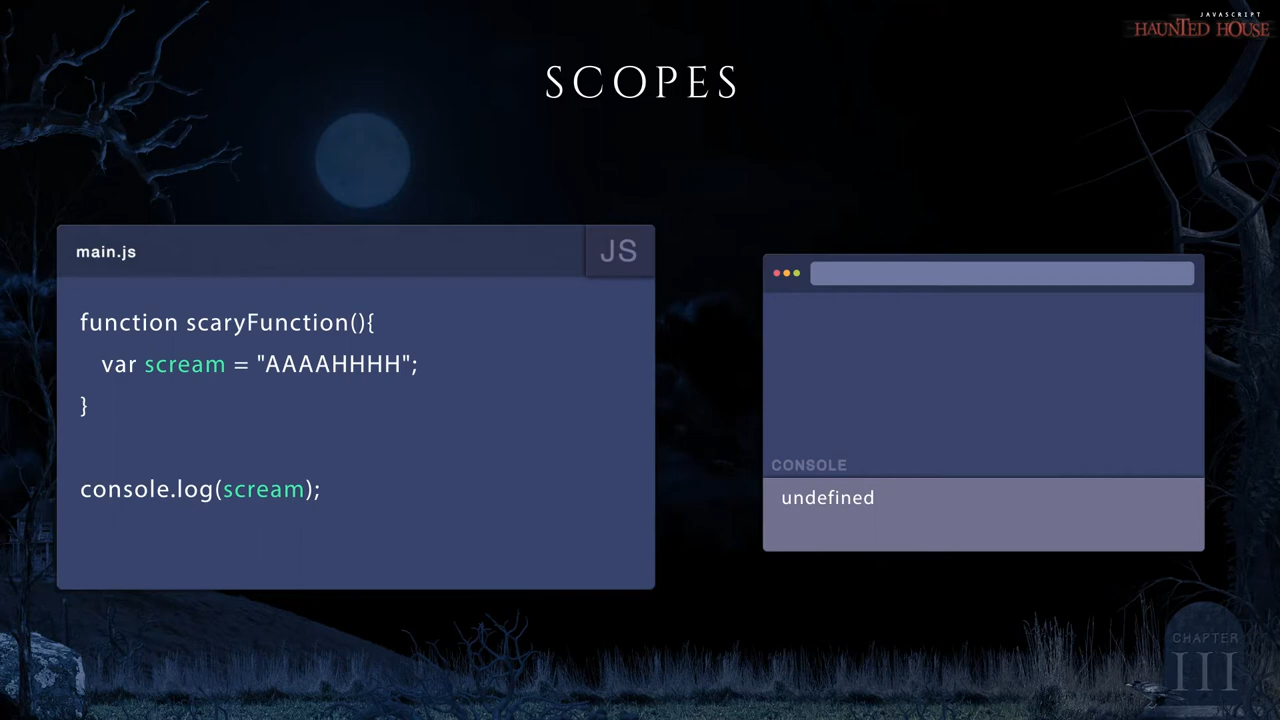 JAVASCRIPT
HAUNTED HOUSE
SCOPES
main.js
JS
function scaryFunction(){
var scream = "AAAAHHHH";
}
console.log(scream);
CONSOLE
undefined
CHAPTER
III